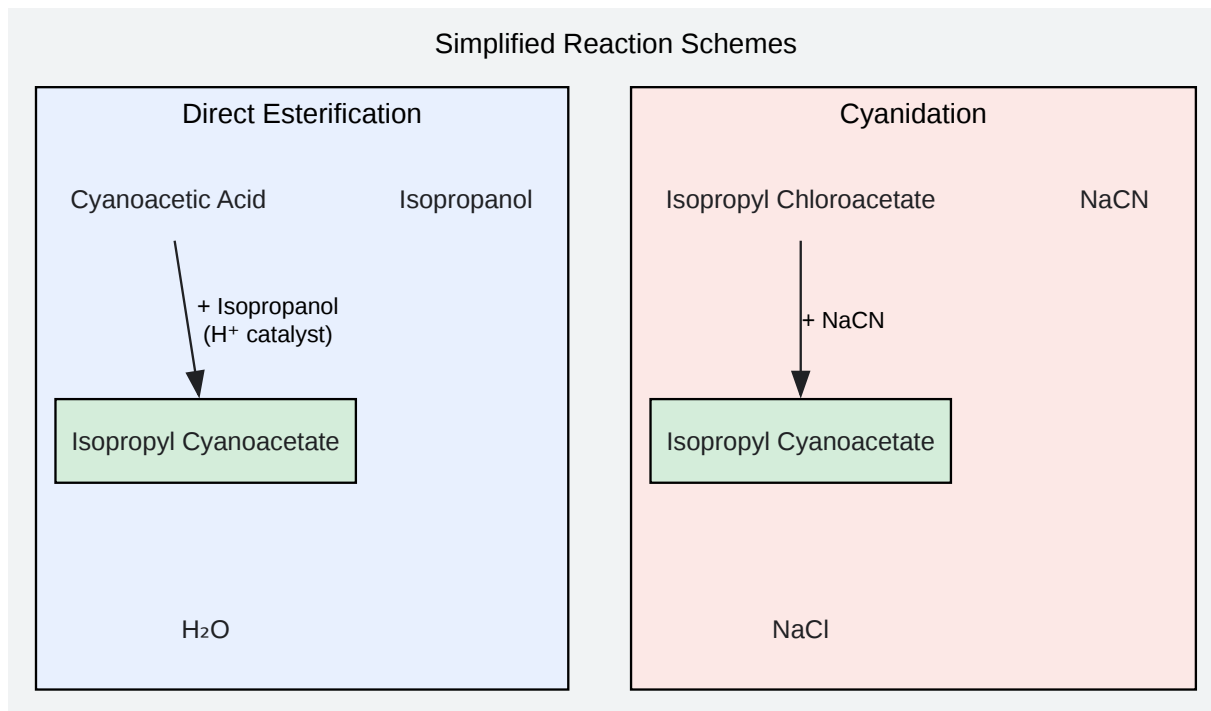 Simplified Reaction Schemes
Direct Esterification
Cyanoacetic Acid
Isopropanol
+ Isopropanol
(H⁺ catalyst)
Isopropyl Cyanoacetate
H₂O
Cyanidation
Isopropyl Chloroacetate
NaCN
+ NaCN
Isopropyl Cyanoacetate
NaCl